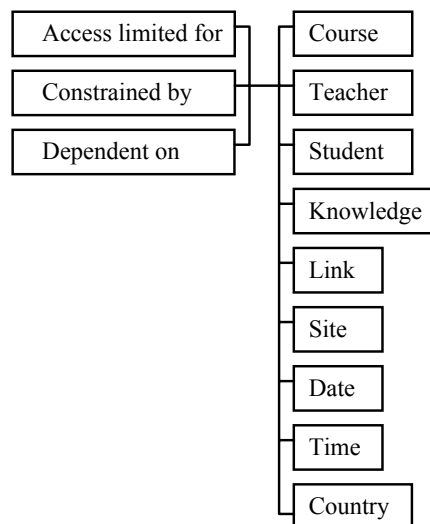 Access limited for
Constrained by
Dependent on
Course
Teacher
Student
Knowledge
Link
Site
Date
Time
Country